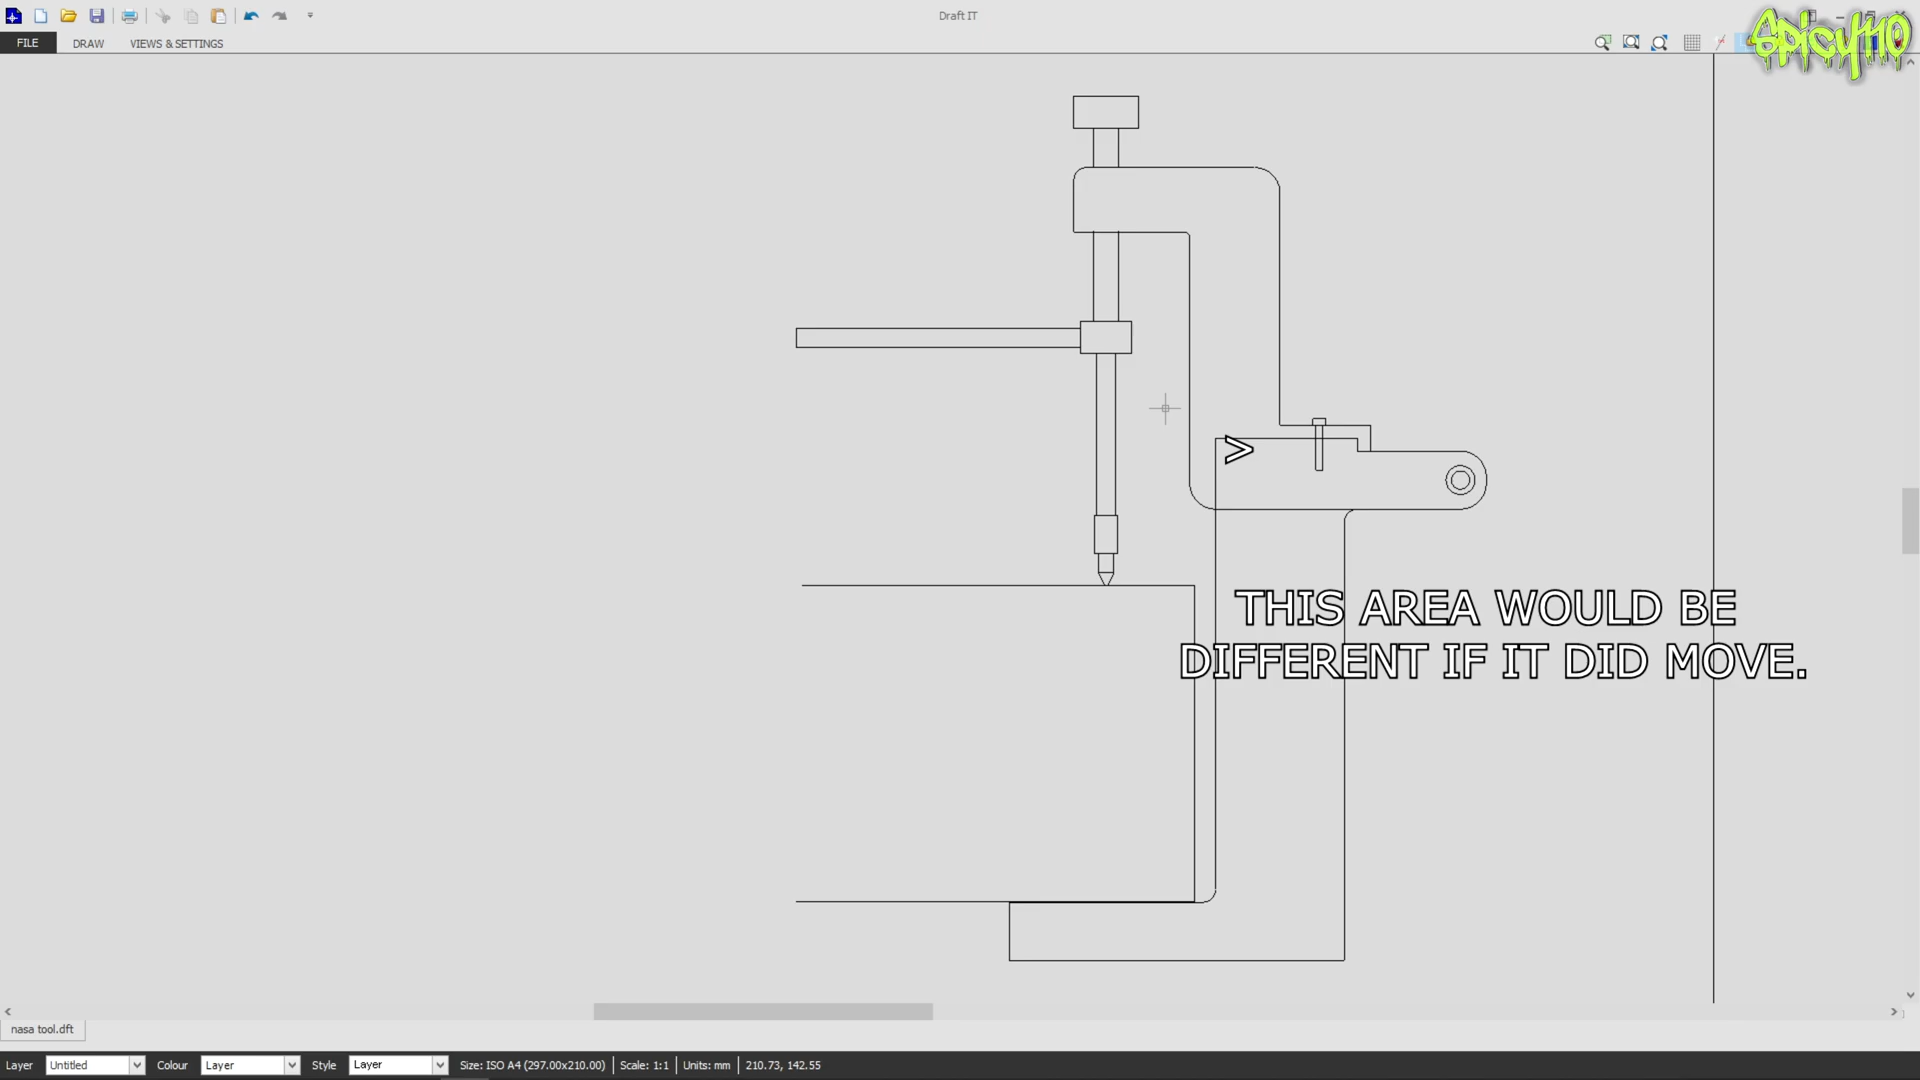 Draft IT
SPICY110
FILE DRAW VIEWS & SETTINGS
>
THIS AREA WOULD BE
DIFFERENT IF IT DID MOVE.
nasa tool.dft
Layer Untitled Colour Layer Style Layer Size: ISO A4 (297.00x210.00) Scale: 1:1 Units: mm 210.73, 142.55